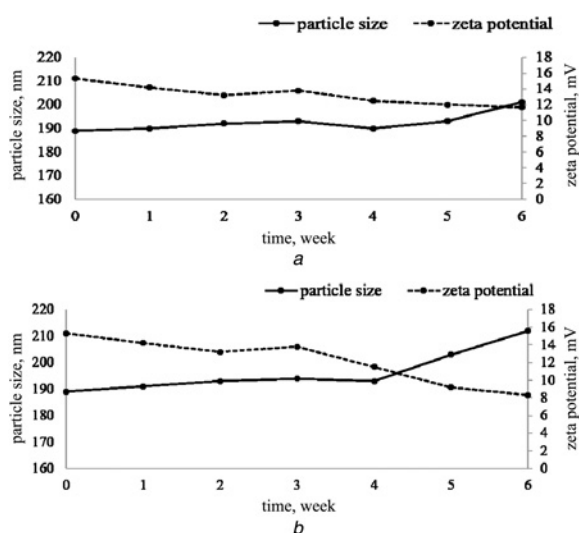 particle size zeta potential
220 18
210 16
200 14
190 12
180 10
170 8
160 6
4
2
0
particle size, nm
zeta potential, mV
0 1 2 3 4 5 6
time, week
a
particle size zeta potential
220 18
210 16
200 14
190 12
180 10
170 8
160 6
4
2
0
particle size, nm
zeta potential, mV
0 1 2 3 4 5 6
time, week
b